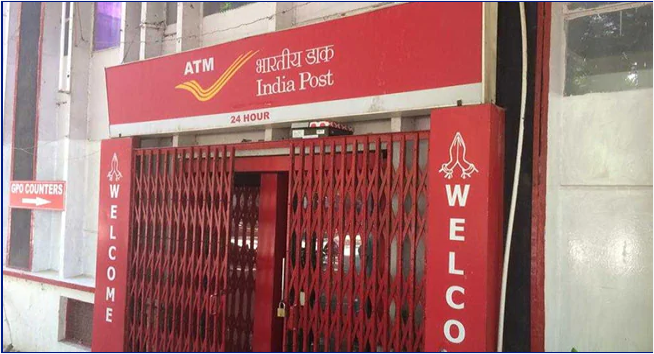 ATM
भारतीय डाक
India Post
24 HOUR
GPO COUNTERS
WELCOME
WELCO